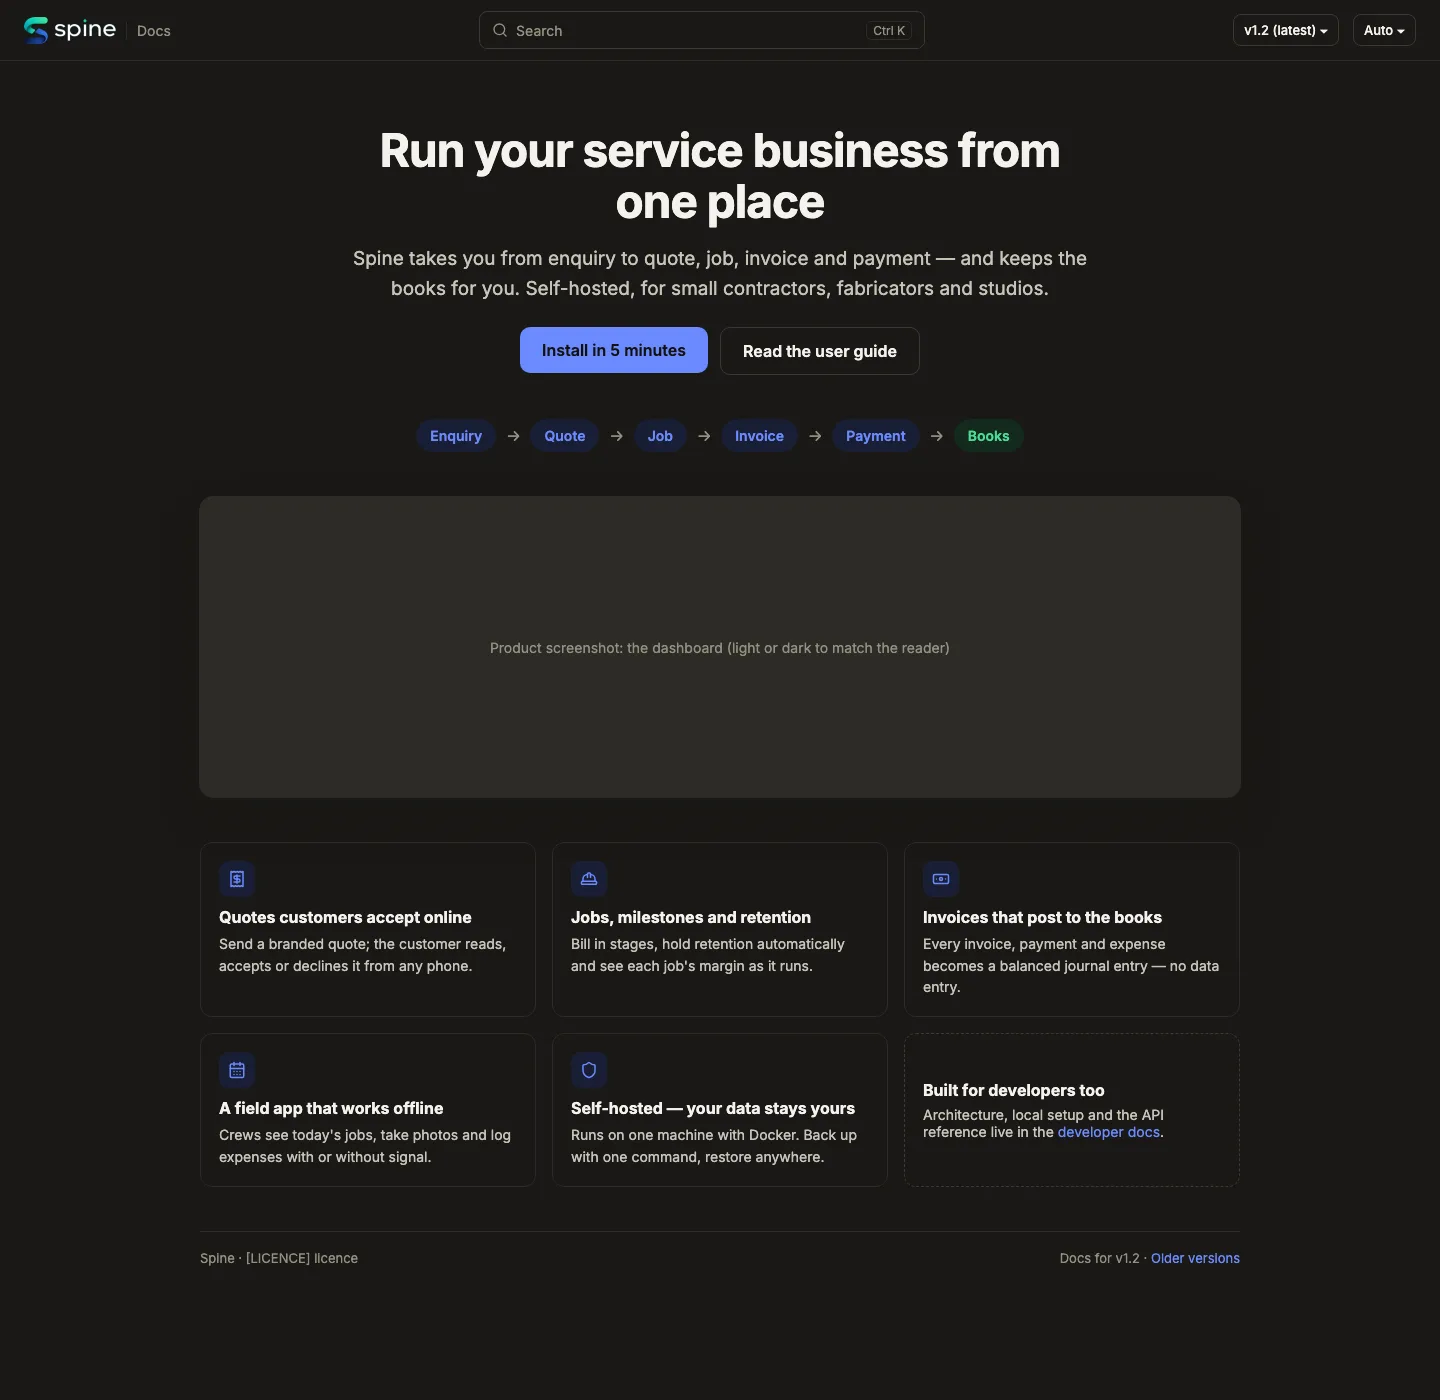 spine Docs
Search Ctrl K
v1.2 (latest)
Auto
Run your service business from
one place
Spine takes you from enquiry to quote, job, invoice and payment — and keeps the
books for you. Self-hosted, for small contractors, fabricators and studios.
Install in 5 minutes
Read the user guide
Enquiry → Quote → Job → Invoice → Payment → Books
Product screenshot: the dashboard (light or dark to match the reader)
Quotes customers accept online
Send a branded quote; the customer reads,
accepts or declines it from any phone.
Jobs, milestones and retention
Bill in stages, hold retention automatically
and see each job's margin as it runs.
Invoices that post to the books
Every invoice, payment and expense
becomes a balanced journal entry — no data
entry.
A field app that works offline
Crews see today's jobs, take photos and log
expenses with or without signal.
Self-hosted — your data stays yours
Runs on one machine with Docker. Back up
with one command, restore anywhere.
Built for developers too
Architecture, local setup and the API
reference live in the developer docs.
Spine · [LICENCE] licence
Docs for v1.2 · Older versions